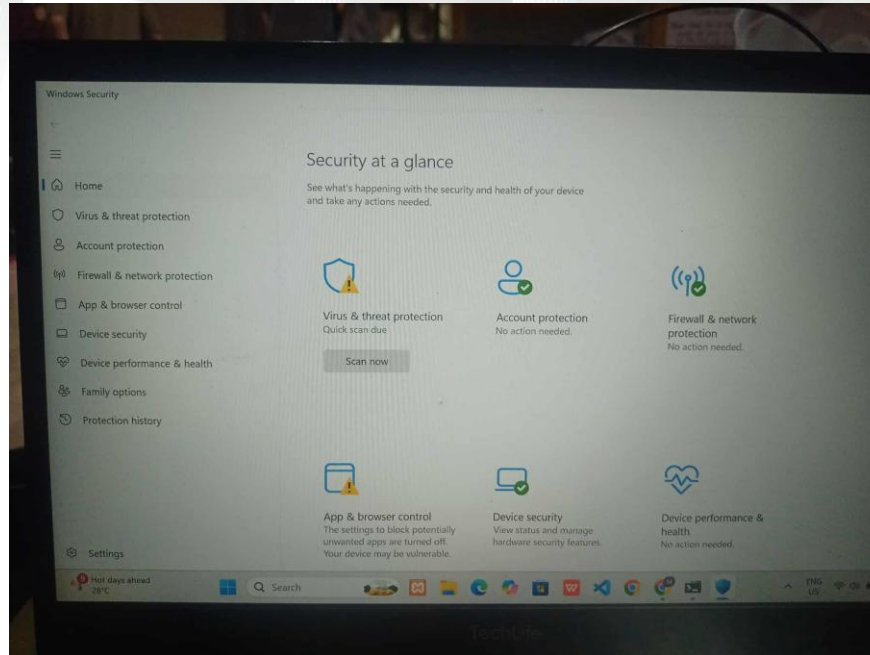 Windows Security
Home
Virus & threat protection
Account protection
Firewall & network protection
App & browser control
Device security
Device performance & health
Family options
Protection history
Settings
Security at a glance
See what's happening with the security and health of your device
and take any actions needed.
Virus & threat protection
Quick scan due
Scan now
Account protection
No action needed.
Firewall & network
protection
No action needed.
App & browser control
The settings to block potentially
unwanted apps are turned off.
Your device may be vulnerable.
Device security
View status and manage
hardware security features.
Device performance &
health
No action needed.
Hot days ahead
28°C
Search
ENG
US
TechLife